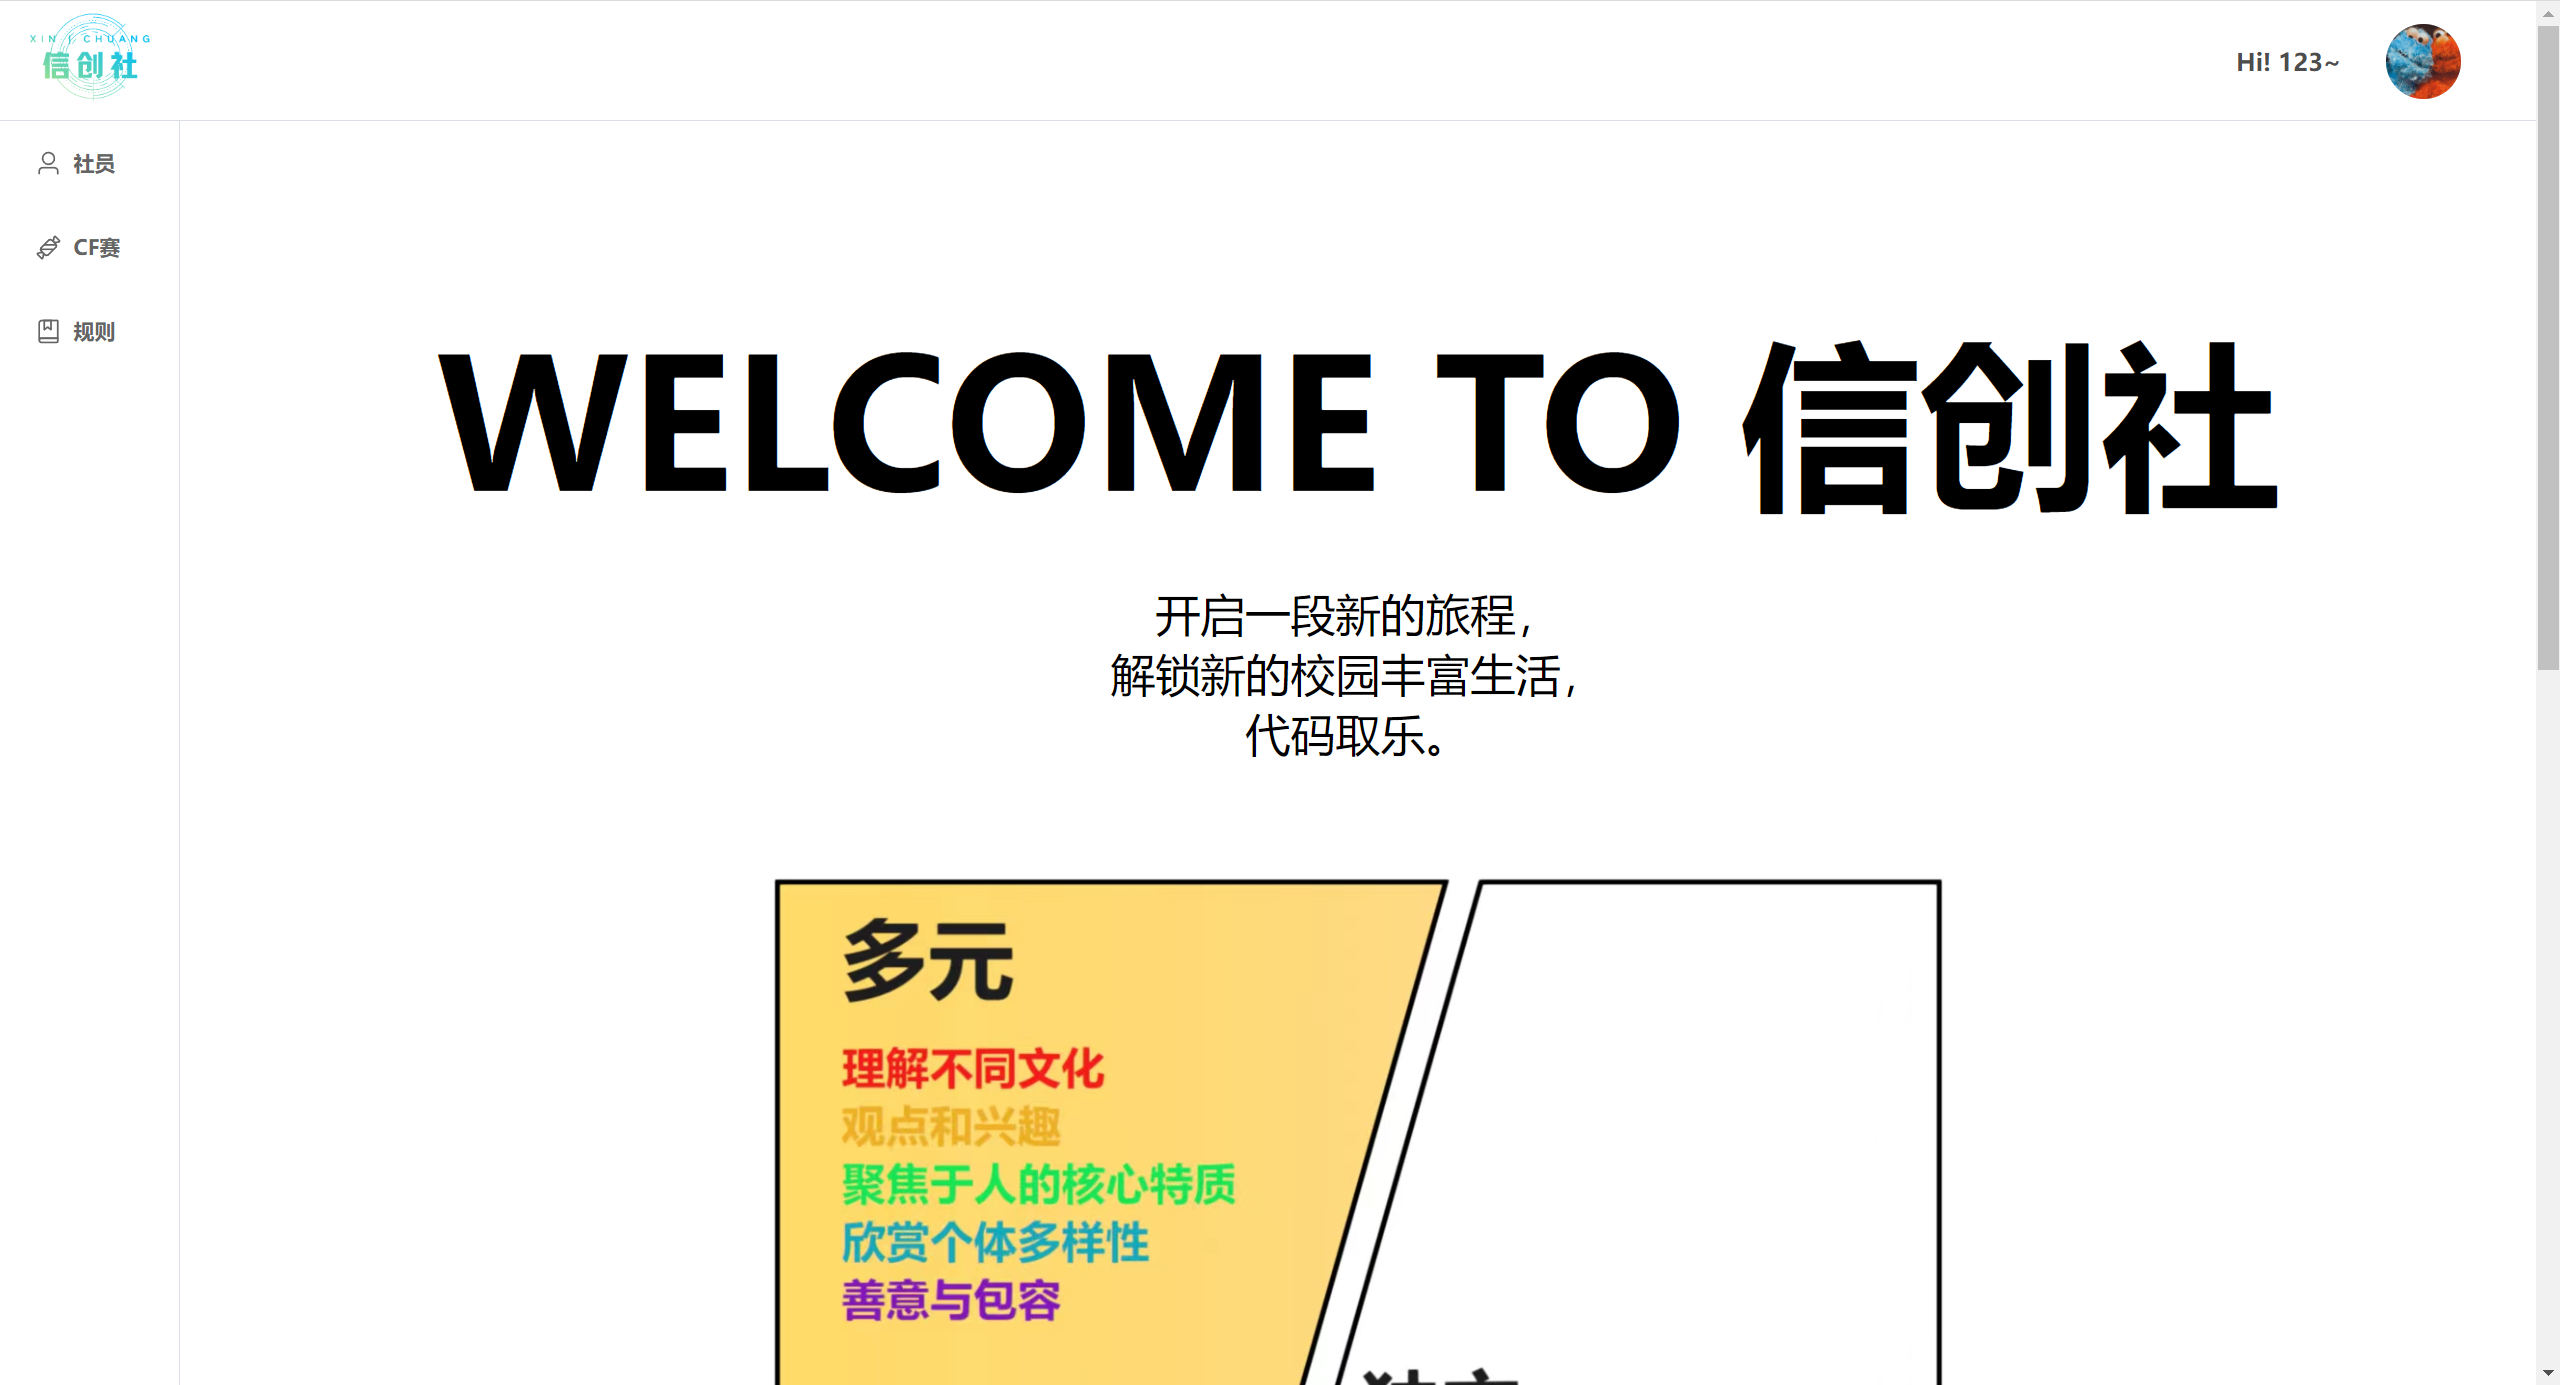 XIN CHUANG
信创社
Hi! 123~
社员
CF赛
规则
WELCOME TO 信创社
开启一段新的旅程，
解锁新的校园丰富生活，
代码取乐。
多元
理解不同文化
观点和兴趣
聚焦于人的核心特质
欣赏个体多样性
善意与包容